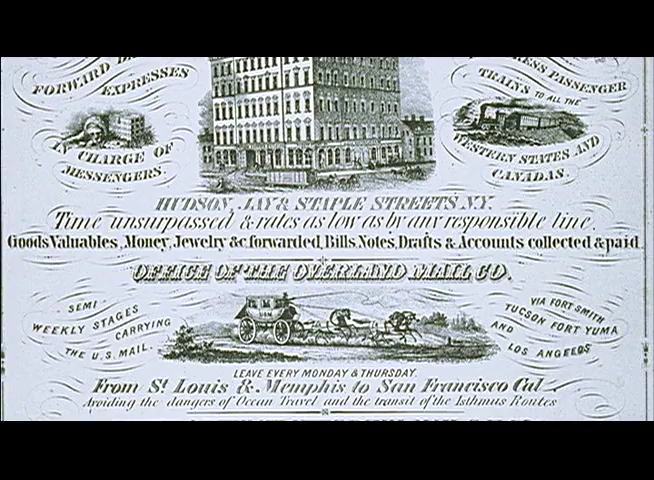 FORWARD
EXPRESSES
IN CHARGE OF
MESSENGERS.
PASSENGER
TRAINS TO ALL THE
WESTERN STATES AND
CANADAS.
HUDSON, JAY & STAPLE STREETS N.Y.
Time unsurpassed & rates as low as by any responsible line.
Goods Valuables, Money, Jewelry &c. forwarded, Bills, Notes, Drafts & Accounts collected & paid
OFFICE OF THE OVERLAND MAIL CO.
SEMI-
WEEKLY STAGES
CARRYING
THE U.S. MAIL.
VIA FORT SMITH
TUCSON FORT YUMA
AND
LOS ANGELOS
LEAVE EVERY MONDAY & THURSDAY.
From St. Louis & Memphis to San Francisco Cal
Avoiding the dangers of Ocean Travel and the transit of the Isthmus Routes